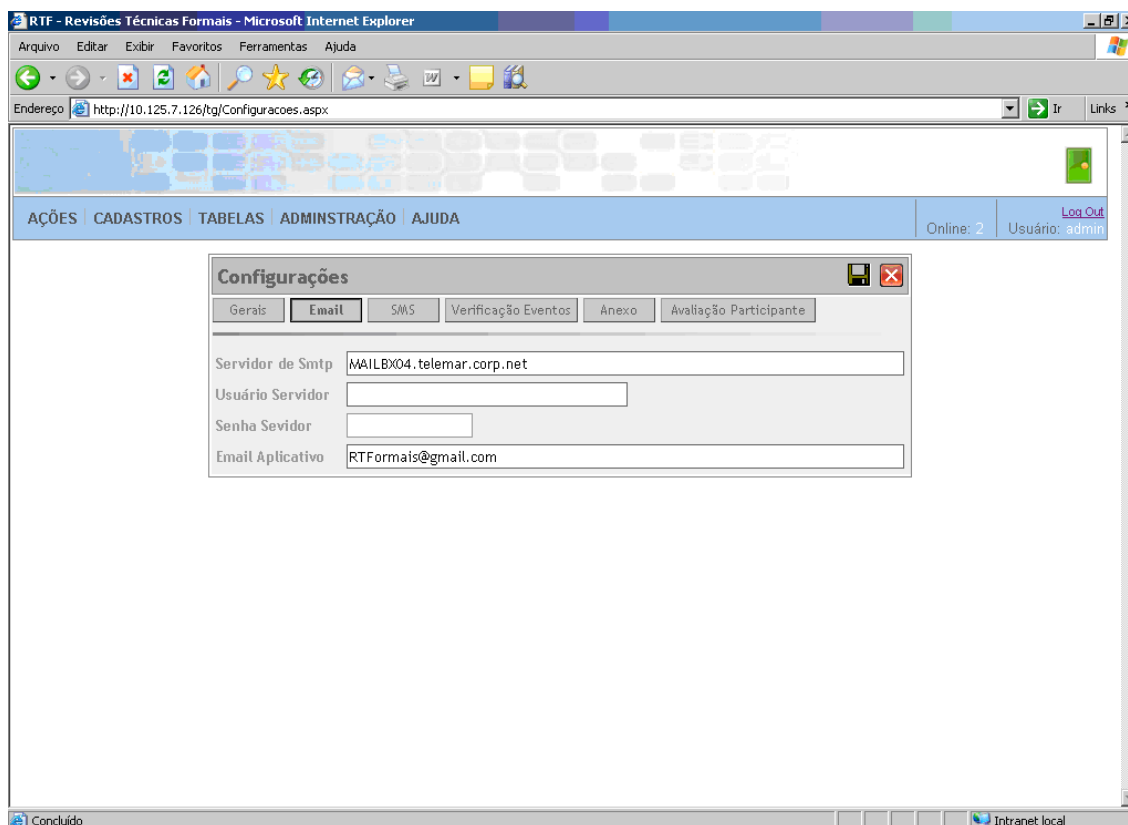 RTF - Revisões Técnicas Formais - Microsoft Internet Explorer
Arquivo Editar Exibir Favoritos Ferramentas Ajuda
Endereço http://10.125.7.126/tg/Configuracoes.aspx Ir Links
AÇÕES CADASTROS TABELAS ADMINSTRAÇÃO AJUDA
Log Out
Online: 2 Usuário: admin
Configurações
Gerais Email SMS Verificação Eventos Anexo Avaliação Participante
Servidor de Smtp MAILBX04.telemar.corp.net
Usuário Servidor
Senha Sevidor
Email Aplicativo RTFormais@gmail.com
Concluído Intranet local